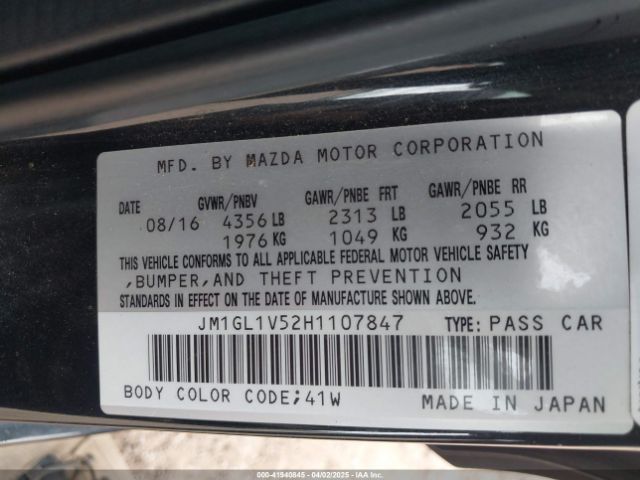 MFD. BY MAZDA MOTOR CORPORATION
DATE GVWR/PNBV GAWR/PNBE FRT GAWR/PNBE RR
08/16 4356 LB 2313 LB 2055 LB
1976 KG 1049 KG 932 KG
THIS VEHICLE CONFORMS TO ALL APPLICABLE FEDERAL MOTOR VEHICLE SAFETY
,BUMPER,AND THEFT PREVENTION
STANDARDS IN EFFECT ON THE DATE OF MANUFACTURE SHOWN ABOVE.
JM1GL1V52H1107847 TYPE: PASS CAR
BODY COLOR CODE;41W MADE IN JAPAN
000-41940845 04/02/2025 IAAI.COM